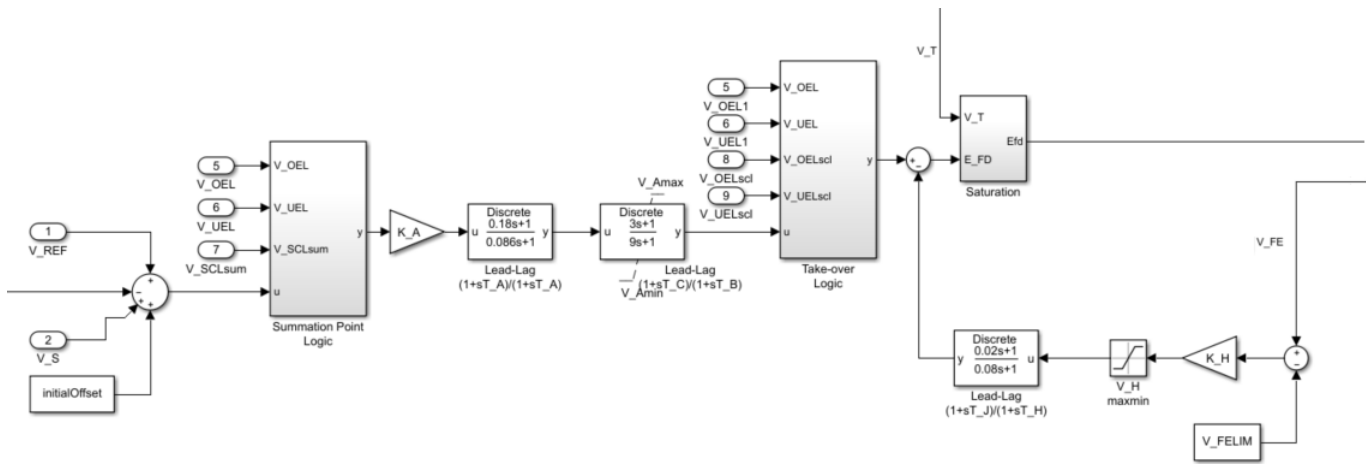 1
V_REF
2
V_S
initialOffset
+
−
+
+
5
V_OEL
6
V_UEL
7
V_SCLsum
V_OEL
V_UEL
V_SCLsum
u
y
Summation Point
Logic
K_A
Discrete
u
0.18s+1
0.086s+1
y
Lead-Lag
(1+sT_A)/(1+sT_A)
V_Amax
Discrete
u
3s+1
9s+1
y
Lead-Lag
(1+sT_C)/(1+sT_B)
V_Amin
5
V_OEL1
6
V_UEL1
8
V_OELscl
9
V_UELscl
V_OEL
V_UEL
V_OELscl
V_UELscl
u
y
Take-over
Logic
+
−
V_T
V_T
E_FD
Efd
Saturation
V_FE
+
−
V_FELIM
K_H
V_H
maxmin
Discrete
y
0.02s+1
0.08s+1
u
Lead-Lag
(1+sT_J)/(1+sT_H)